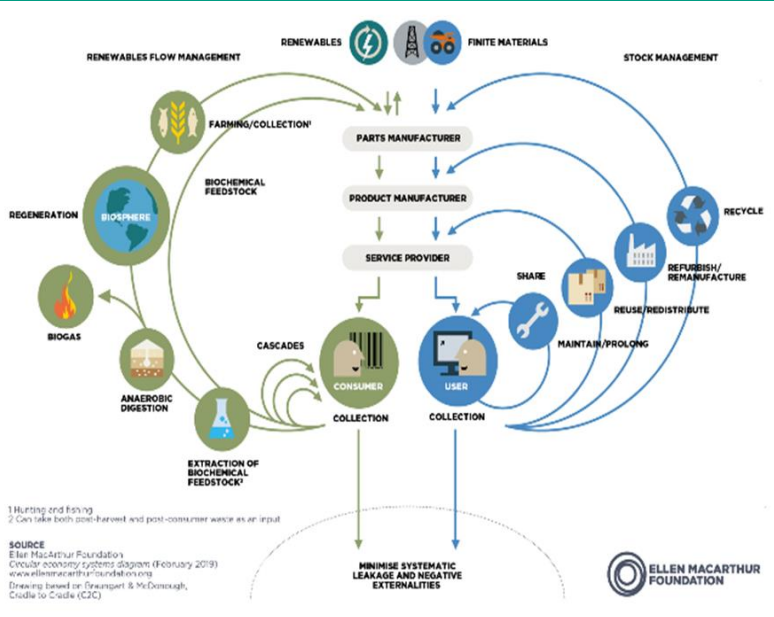 RENEWABLES
FINITE MATERIALS
RENEWABLES FLOW MANAGEMENT
STOCK MANAGEMENT
FARMING/COLLECTION¹
PARTS MANUFACTURER
BIOCHEMICAL
FEEDSTOCK
PRODUCT MANUFACTURER
REGENERATION
BIOSPHERE
RECYCLE
SERVICE PROVIDER
SHARE
REFURBISH/
REMANUFACTURE
REUSE/REDISTRIBUTE
BIOGAS
CASCADES
MAINTAIN/PROLONG
CONSUMER
USER
ANAEROBIC
DIGESTION
COLLECTION
COLLECTION
EXTRACTION OF
BIOCHEMICAL
FEEDSTOCK²
1 Hunting and fishing
2 Can take both post-harvest and post-consumer waste as an input
SOURCE
Ellen MacArthur Foundation
Circular economy systems diagram (February 2019)
www.ellenmacarthurfoundation.org
Drawing based on Braungart & McDonough,
Cradle to Cradle (C2C)
MINIMISE SYSTEMATIC
LEAKAGE AND NEGATIVE
EXTERNALITIES
ELLEN MACARTHUR
FOUNDATION